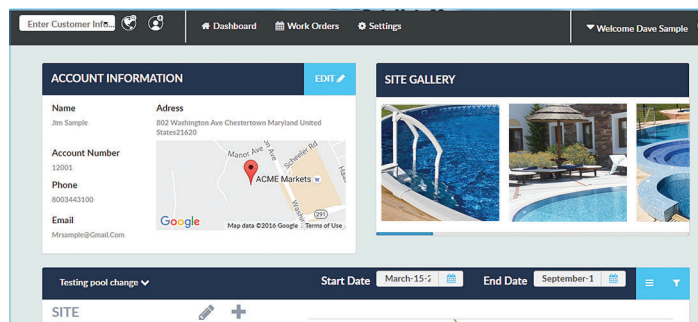 Enter Customer Info...
Dashboard
Work Orders
Settings
Welcome Dave Sample
ACCOUNT INFORMATION
EDIT
SITE GALLERY
Name
Jim Sample
Adress
802 Washington Ave Chestertown Maryland United
States21620
Account Number
12001
Phone
8003443100
Email
Mrsample@Gmail.Com
Manor Ave
Scheeler Rd
ACME Markets
Washin
291
Google
Map data ©2016 Google
Terms of Use
Testing pool change
Start Date
March-15-2
End Date
September-1
SITE